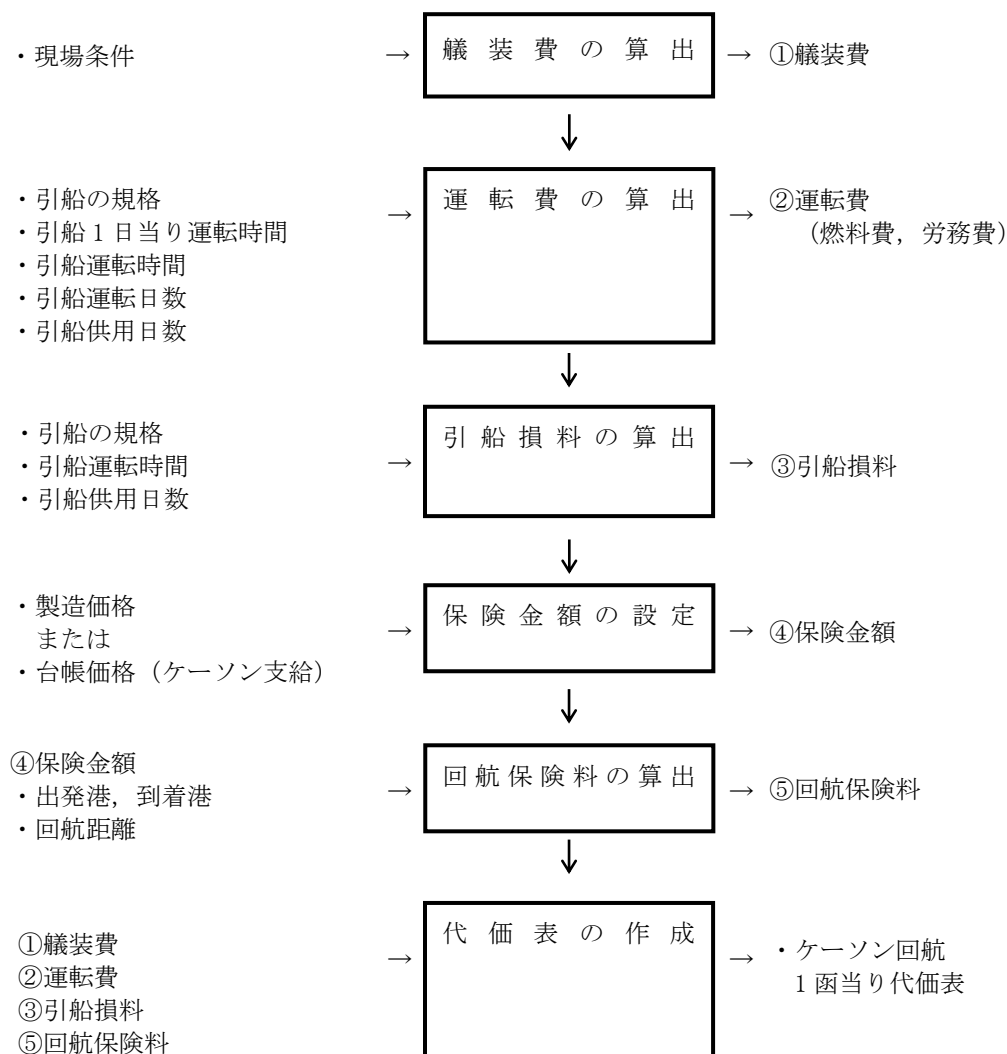 ・現場条件 → 艤装費の算出 → ①艤装費
↓
・引船の規格 → 運転費の算出 → ②運転費
・引船1日当り運転時間 (燃料費，労務費)
・引船運転時間
・引船運転日数
・引船供用日数
↓
・引船の規格 引船損料の算出
・引船運転時間 → → ③引船損料
・引船供用日数
↓
・製造価格 保険金額の設定
または → → ④保険金額
・台帳価格（ケーソン支給）
↓
④保険金額 回航保険料の算出
・出発港，到着港 → → ⑤回航保険料
・回航距離
↓
①艤装費 → 代価表の作成 → ・ケーソン回航
②運転費 1函当り代価表
③引船損料
⑤回航保険料